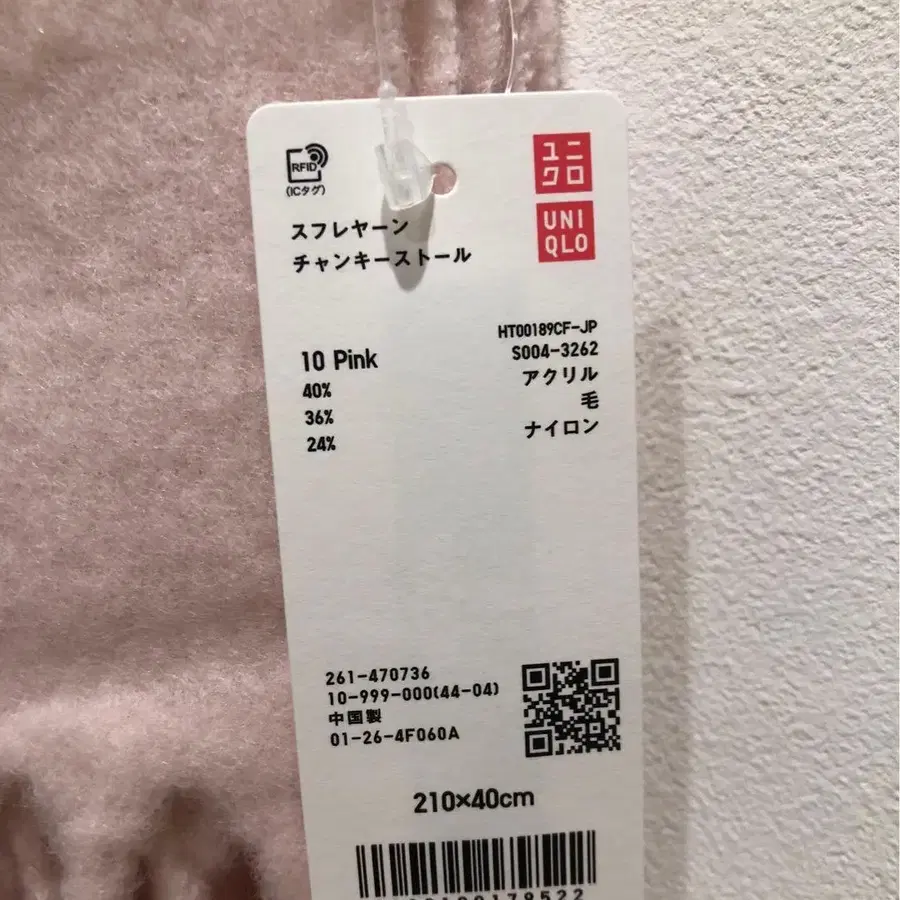 RFID
(ICタグ)
ユニ
クロ
UNI
QLO
スフレヤーン
チャンキーストール
HT00189CF-JP
10 Pink
S004-3262
40%
アクリル
36%
毛
24%
ナイロン
261-470736
10-999-000(44-04)
中国製
01-26-4F060A
210×40cm